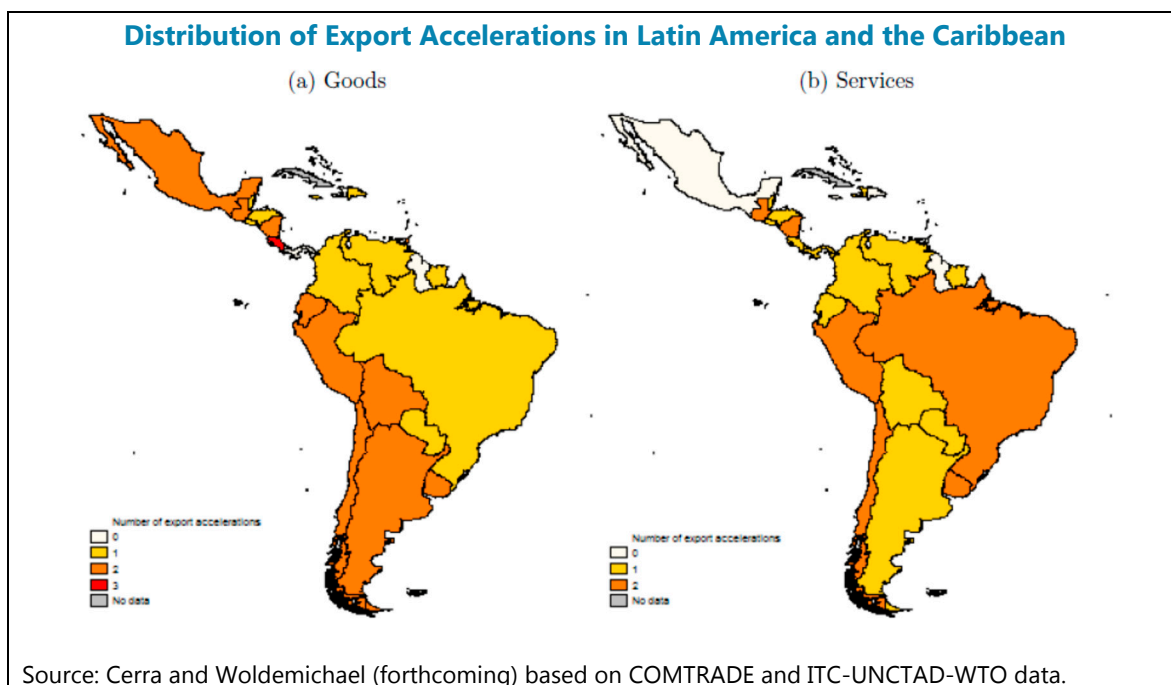 Distribution of Export Accelerations in Latin America and the Caribbean
(a) Goods
(b) Services
Number of export accelerations
0
1
2
3
No data
Number of export accelerations
0
1
2
No data
Source: Cerra and Woldemichael (forthcoming) based on COMTRADE and ITC-UNCTAD-WTO data.